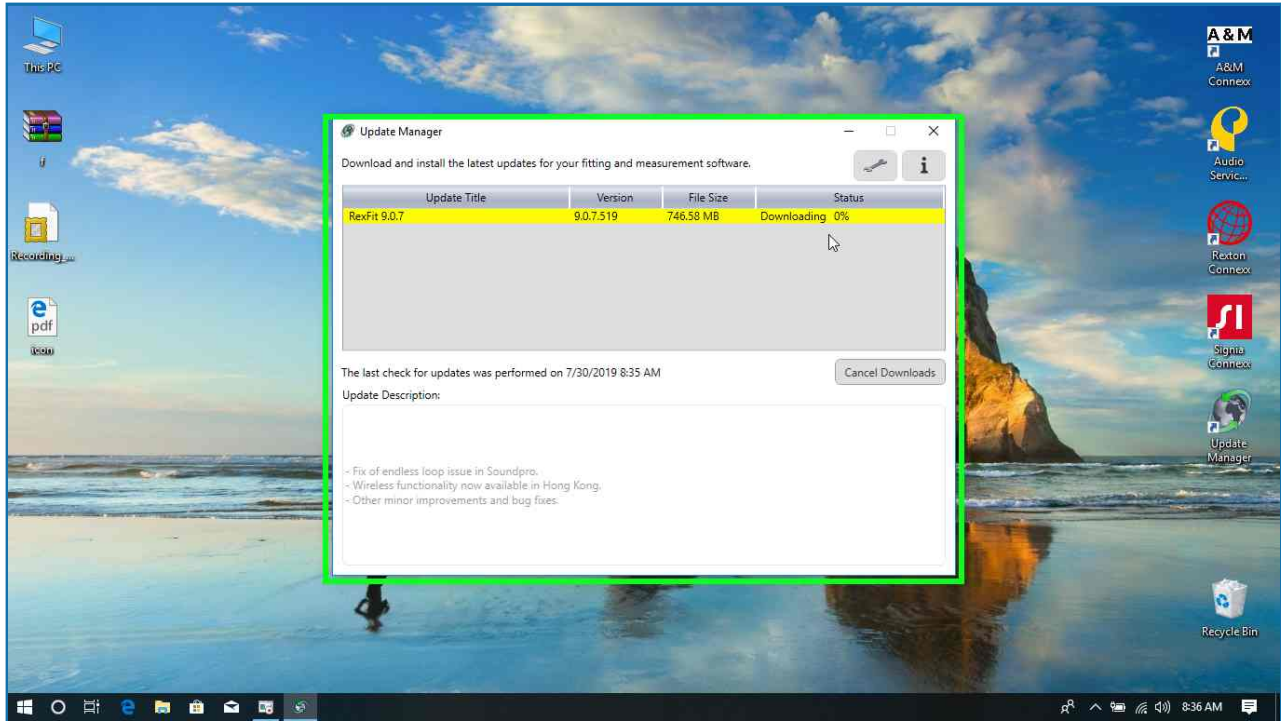 This PC
if
Recording_...
pdf
icon
Update Manager
Download and install the latest updates for your fitting and measurement software.
i
Update Title Version File Size Status
RexFit 9.0.7 9.0.7.519 746.58 MB Downloading 0%
The last check for updates was performed on 7/30/2019 8:35 AM
Cancel Downloads
Update Description:
- Fix of endless loop issue in Soundpro.
- Wireless functionality now available in Hong Kong.
- Other minor improvements and bug fixes.
A&M
A&M
Connexx
Audio
Servic...
Rexton
Connexx
SI
Signia
Connexx
Update
Manager
Recycle Bin
8:36 AM